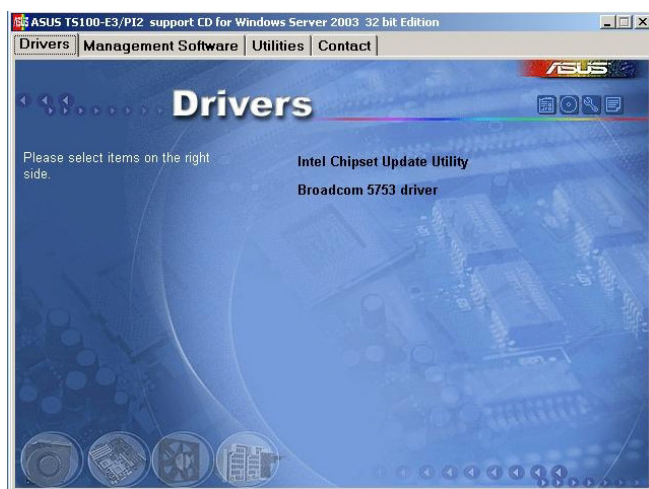 ASUS TS100-E3/PI2 support CD for Windows Server 2003 32 bit Edition
Drivers Management Software Utilities Contact
ASUS
Drivers
Please select items on the right
side.
Intel Chipset Update Utility
Broadcom 5753 driver